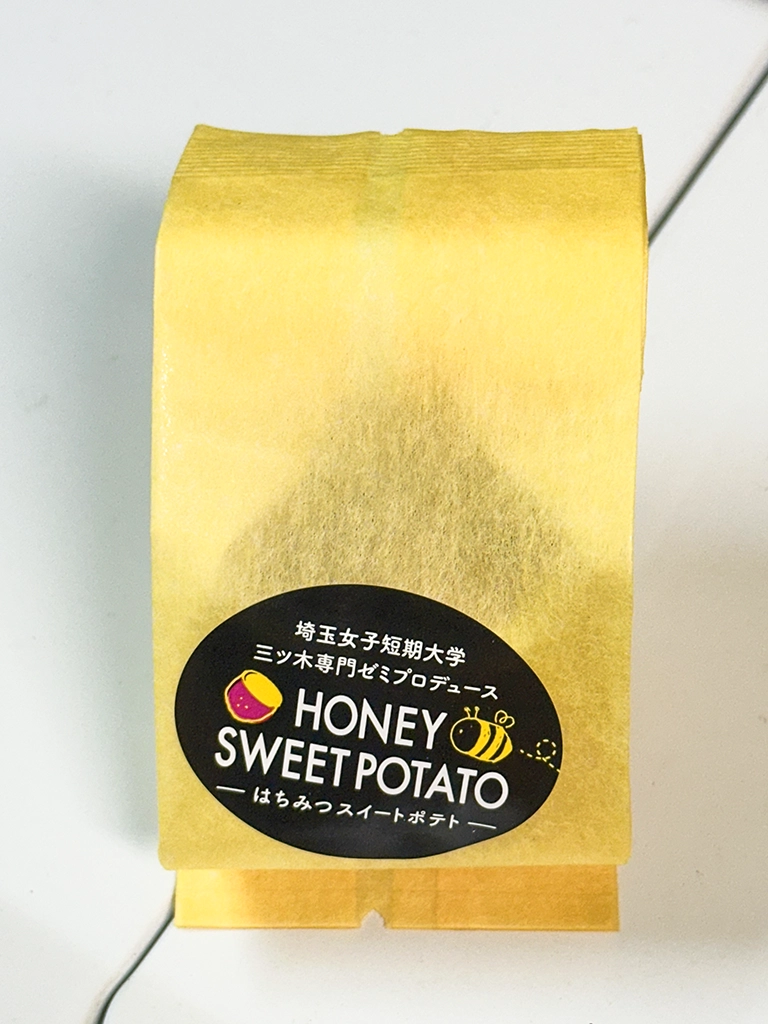 埼玉女子短期大学
三ツ木専門ゼミプロデュース
HONEY
SWEET POTATO
はちみつスイートポテト